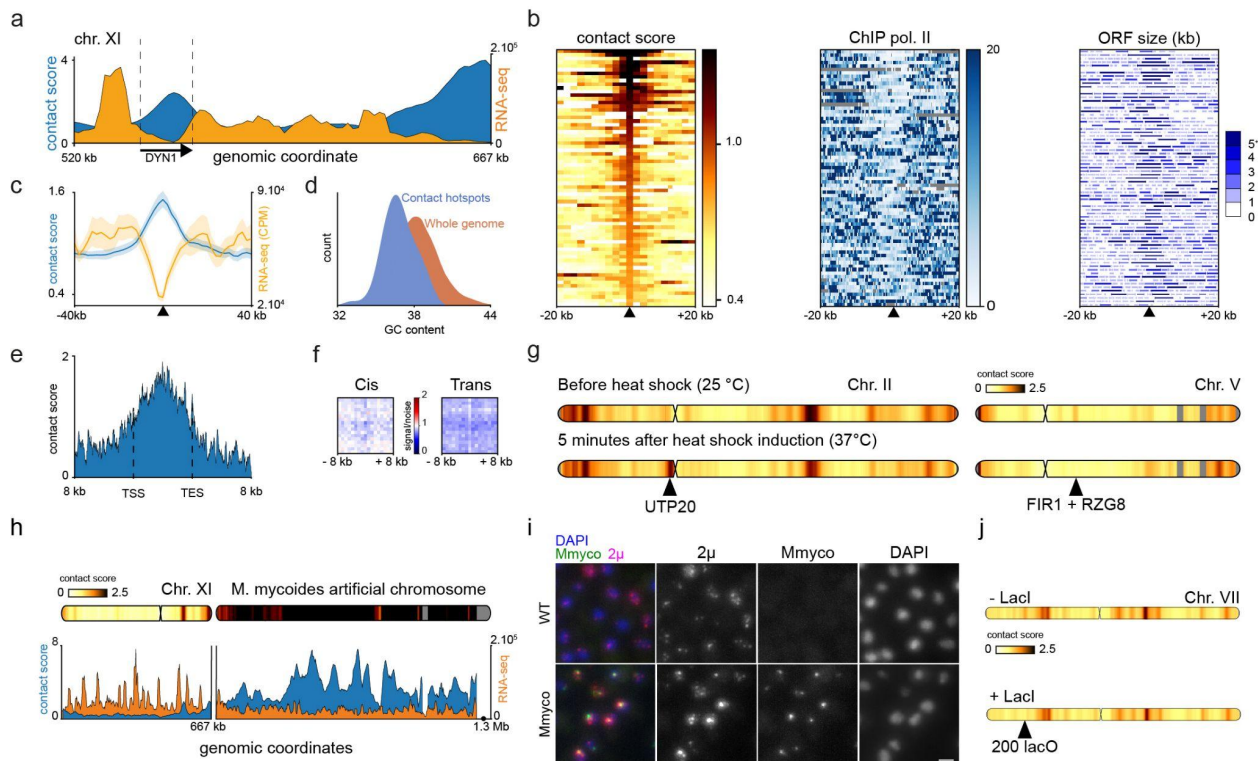 a
chr. XI
contact score
4
0
2.10⁵
0
RNA-seq
520 kb
DYN1
genomic coordinate
667 kb
b
contact score
1.0
0.4
-20 kb
+20 kb
ChIP pol. II
20
0
-20 kb
+20 kb
ORF size (kb)
5+
4
3
2
1
0
-20 kb
+20 kb
c
contact score
1.6
0.4
9.10⁴
2.10⁴
RNA-seq (CPM)
-40kb
40 kb
d
Contact hotspots
Whole genome
count
32
38
44
GC content
e
contact score
2
0
8 kb
TSS
TES
8 kb
f
Cis
Trans
signal/noise
2
1
0
- 8 kb
+ 8 kb
- 8 kb
+ 8 kb
g
Before heat shock (25 °C)
Chr. II
contact score
0
2.5
Chr. V
5 minutes after heat shock induction (37°C)
UTP20
FIR1 + RZG8
h
contact score
0
2.5
Chr. XI
M. mycoides artificial chromosome
contact score
8
0
2.10⁵
0
RNA-seq
667 kb
1.3 Mb
genomic coordinates
i
DAPI
Mmyco 2μ
2μ
Mmyco
DAPI
WT
Mmyco
j
- LacI
Chr. VII
contact score
0
2.5
+ LacI
200 lacO